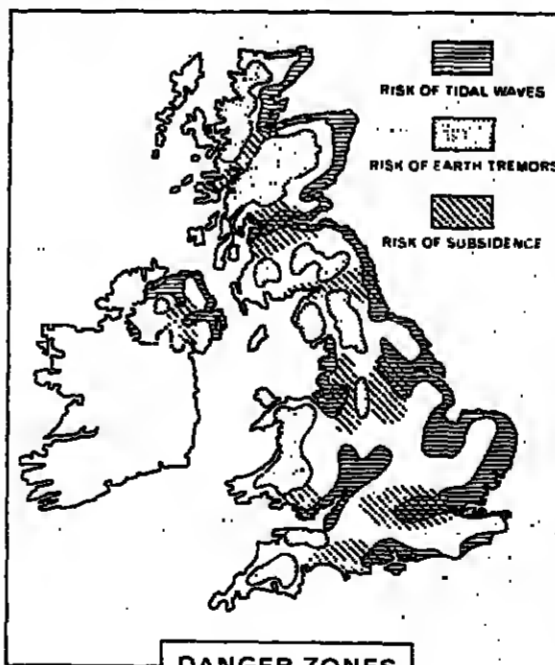 RISK OF TIDAL WAVES
RISK OF EARTH TREMORS
RISK OF SUBSIDENCE
DANGER ZONES